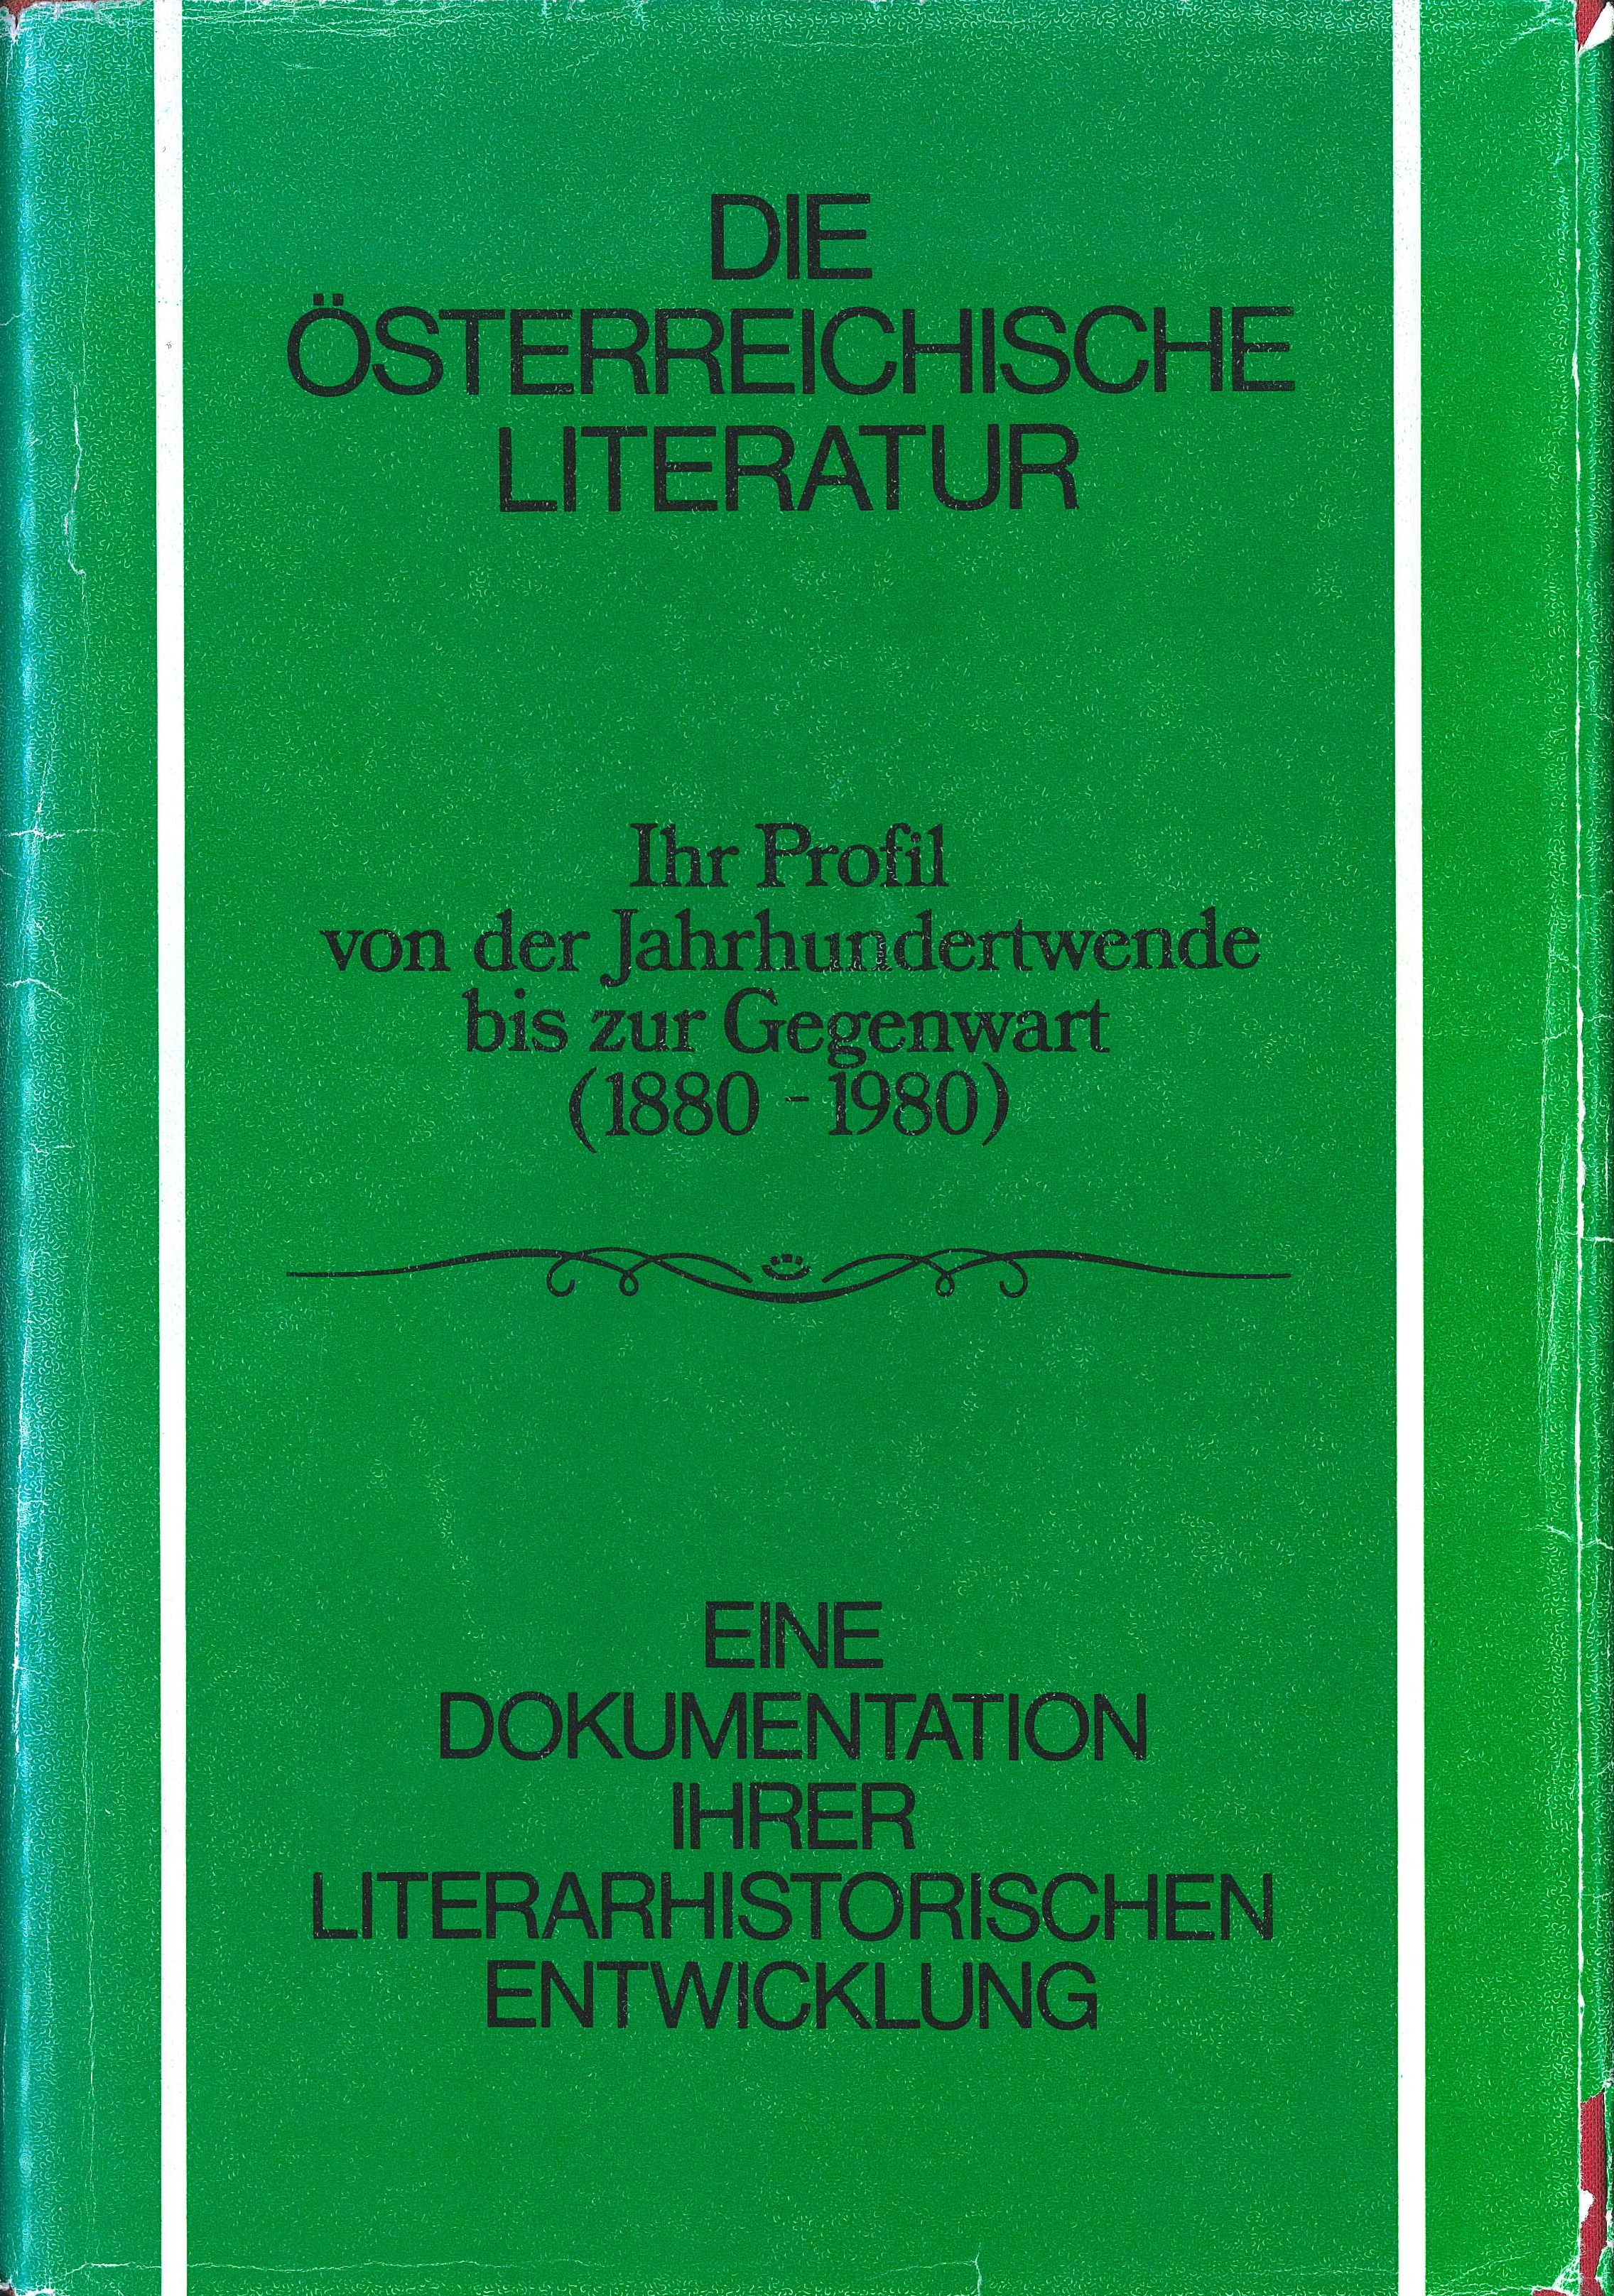 DIE
ÖSTERREICHISCHE
LITERATUR
Ihr Profil
von der Jahrhundertwende
bis zur Gegenwart
(1880 - 1980)
EINE
DOKUMENTATION
IHRER
LITERARHISTORISCHEN
ENTWICKLUNG